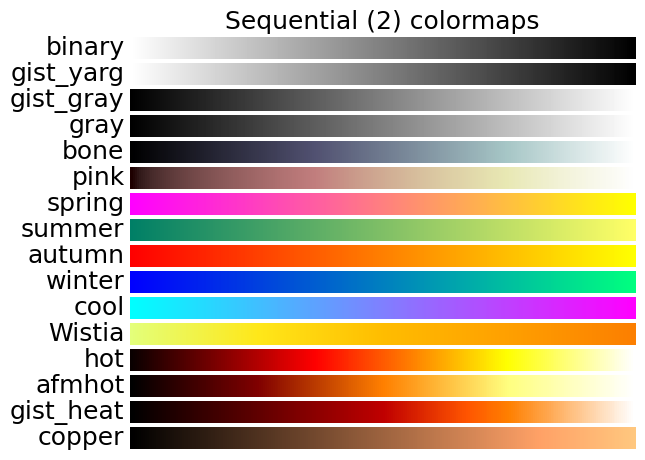 Sequential (2) colormaps
binary
gist_yarg
gist_gray
gray
bone
pink
spring
summer
autumn
winter
cool
Wistia
hot
afmhot
gist_heat
copper